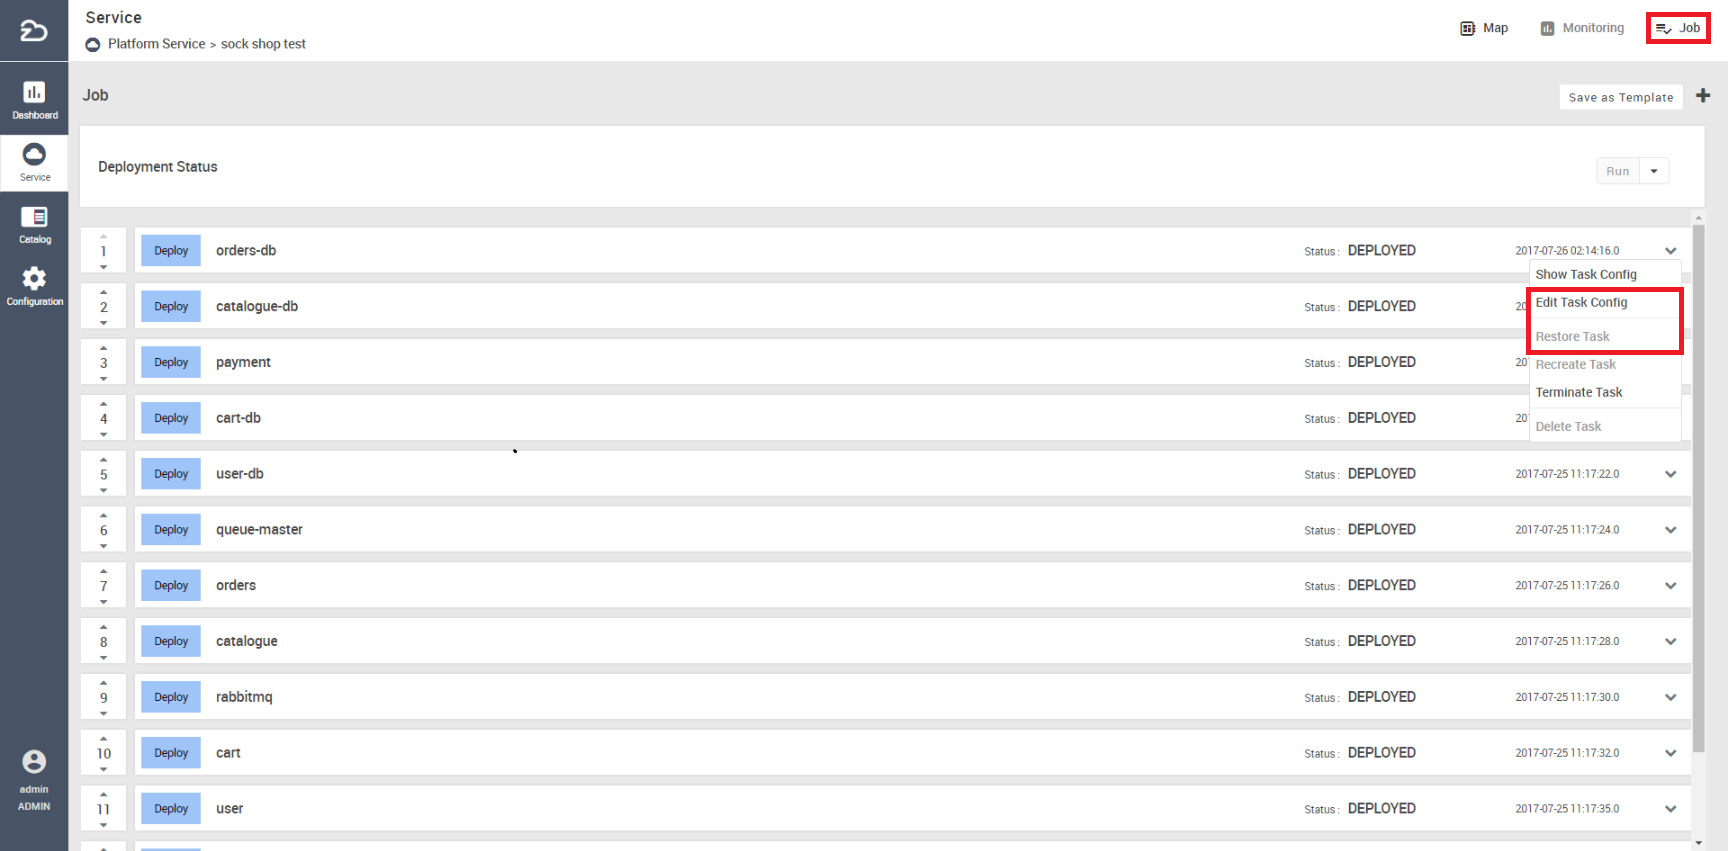 Service
Platform Service > sock shop test
Map
Monitoring
Job
Dashboard
Service
Catalog
Configuration
admin
ADMIN
Job
Save as Template
Deployment Status
Run
1 Deploy orders-db Status : DEPLOYED 2017-07-26 02:14:16.0
Show Task Config
Edit Task Config
Restore Task
Recreate Task
Terminate Task
Delete Task
2 Deploy catalogue-db Status : DEPLOYED 20
3 Deploy payment Status : DEPLOYED 20
4 Deploy cart-db Status : DEPLOYED 20
5 Deploy user-db Status : DEPLOYED 2017-07-25 11:17:22.0
6 Deploy queue-master Status : DEPLOYED 2017-07-25 11:17:24.0
7 Deploy orders Status : DEPLOYED 2017-07-25 11:17:26.0
8 Deploy catalogue Status : DEPLOYED 2017-07-25 11:17:28.0
9 Deploy rabbitmq Status : DEPLOYED 2017-07-25 11:17:30.0
10 Deploy cart Status : DEPLOYED 2017-07-25 11:17:32.0
11 Deploy user Status : DEPLOYED 2017-07-25 11:17:35.0